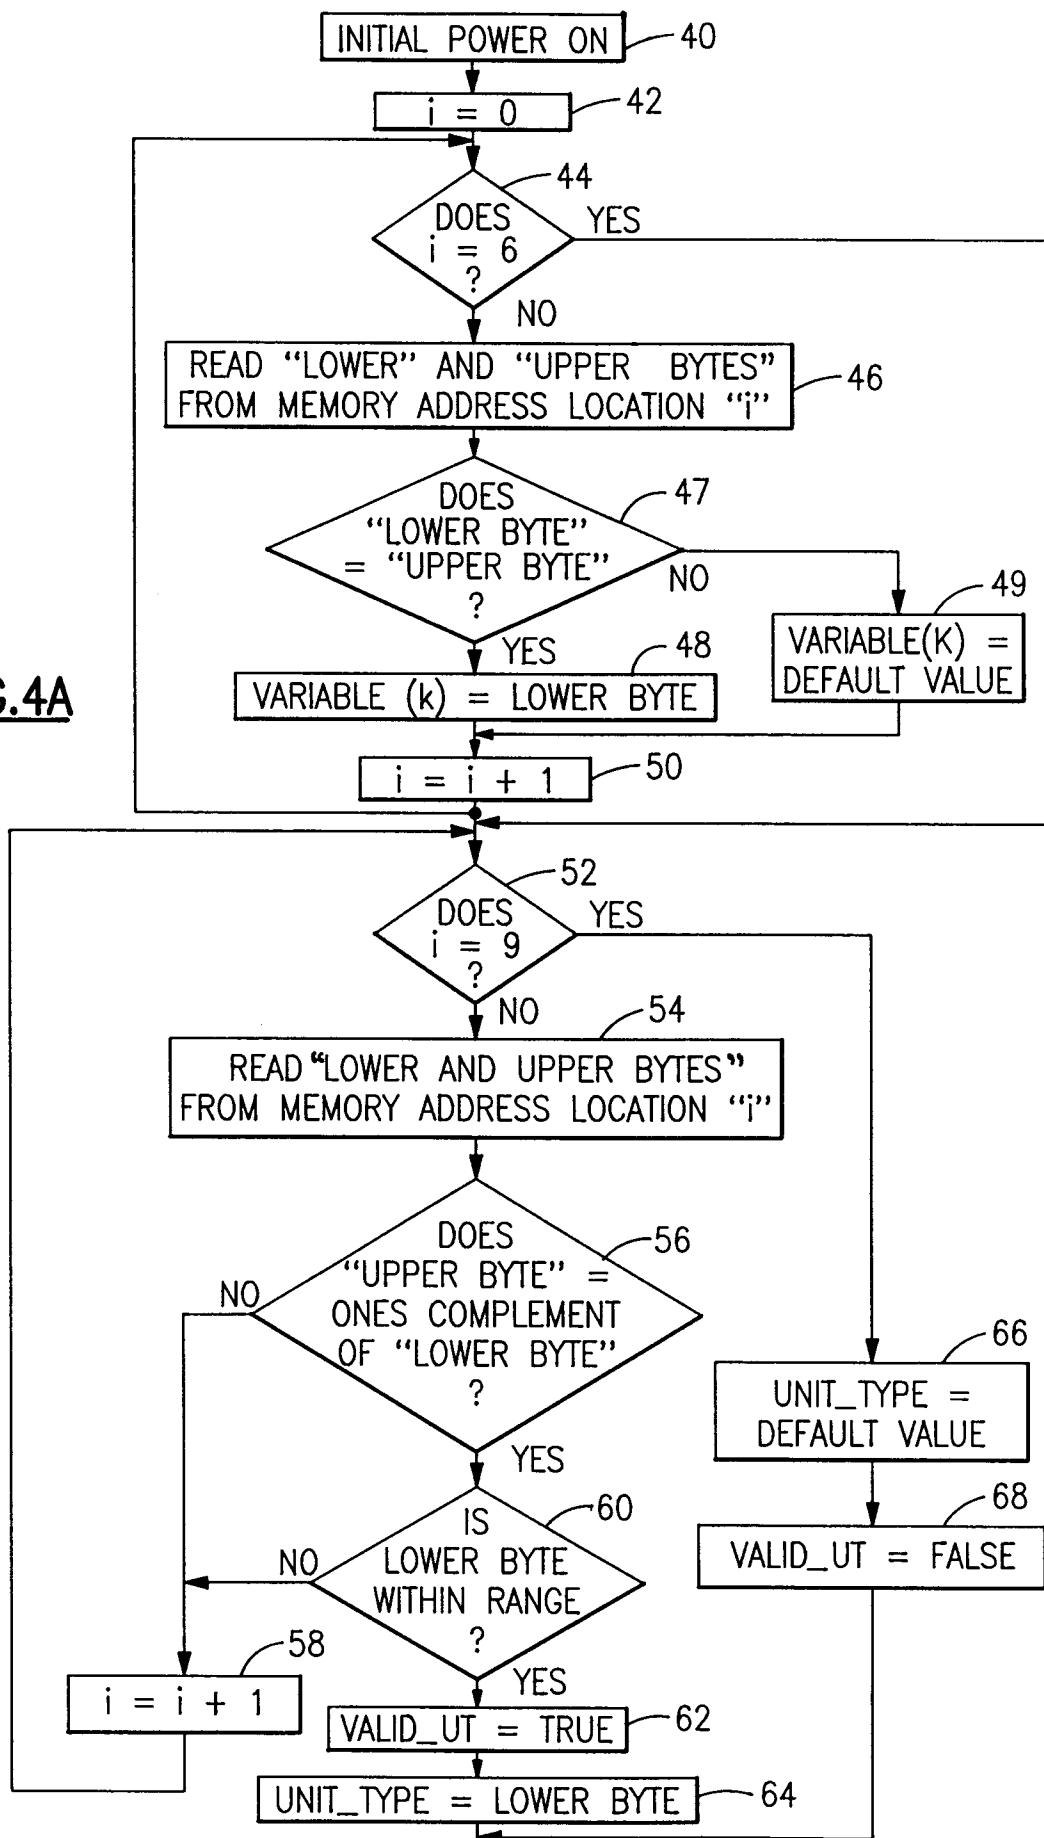 INITIAL POWER ON
40
i = 0
42
44
DOES
i = 6
?
YES
NO
READ “LOWER” AND “UPPER BYTES”
FROM MEMORY ADDRESS LOCATION “i”
46
DOES
“LOWER BYTE”
= “UPPER BYTE”
?
47
NO
YES
49
VARIABLE(K) =
DEFAULT VALUE
48
VARIABLE (k) = LOWER BYTE
G.4A
i = i + 1
50
52
DOES
i = 9
?
YES
NO
54
READ “LOWER AND UPPER BYTES”
FROM MEMORY ADDRESS LOCATION “i”
DOES
“UPPER BYTE” =
ONES COMPLEMENT
OF “LOWER BYTE”
?
56
NO
YES
66
UNIT_TYPE =
DEFAULT VALUE
IS
LOWER BYTE
WITHIN RANGE
?
60
NO
YES
68
VALID_UT = FALSE
58
i = i + 1
VALID_UT = TRUE
62
UNIT_TYPE = LOWER BYTE
64